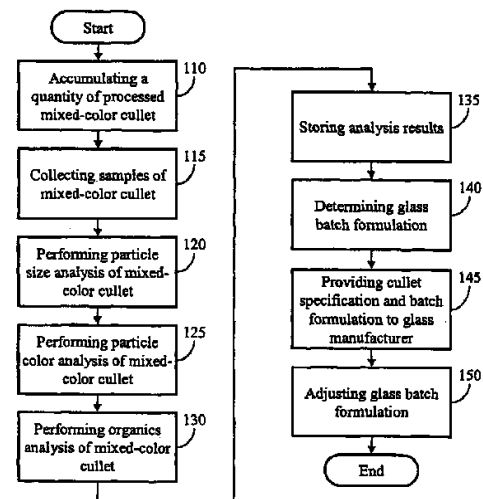 Start
110
Accumulating a
quantity of processed
mixed-color cullet
115
Collecting samples of
mixed-color cullet
120
Performing particle
size analysis of mixed-
color cullet
125
Performing particle
color analysis of mixed-
color cullet
130
Performing organics
analysis of mixed-color
cullet
135
Storing analysis results
140
Determining glass
batch formulation
145
Providing cullet
specification and batch
formulation to glass
manufacturer
150
Adjusting glass batch
formulation
End